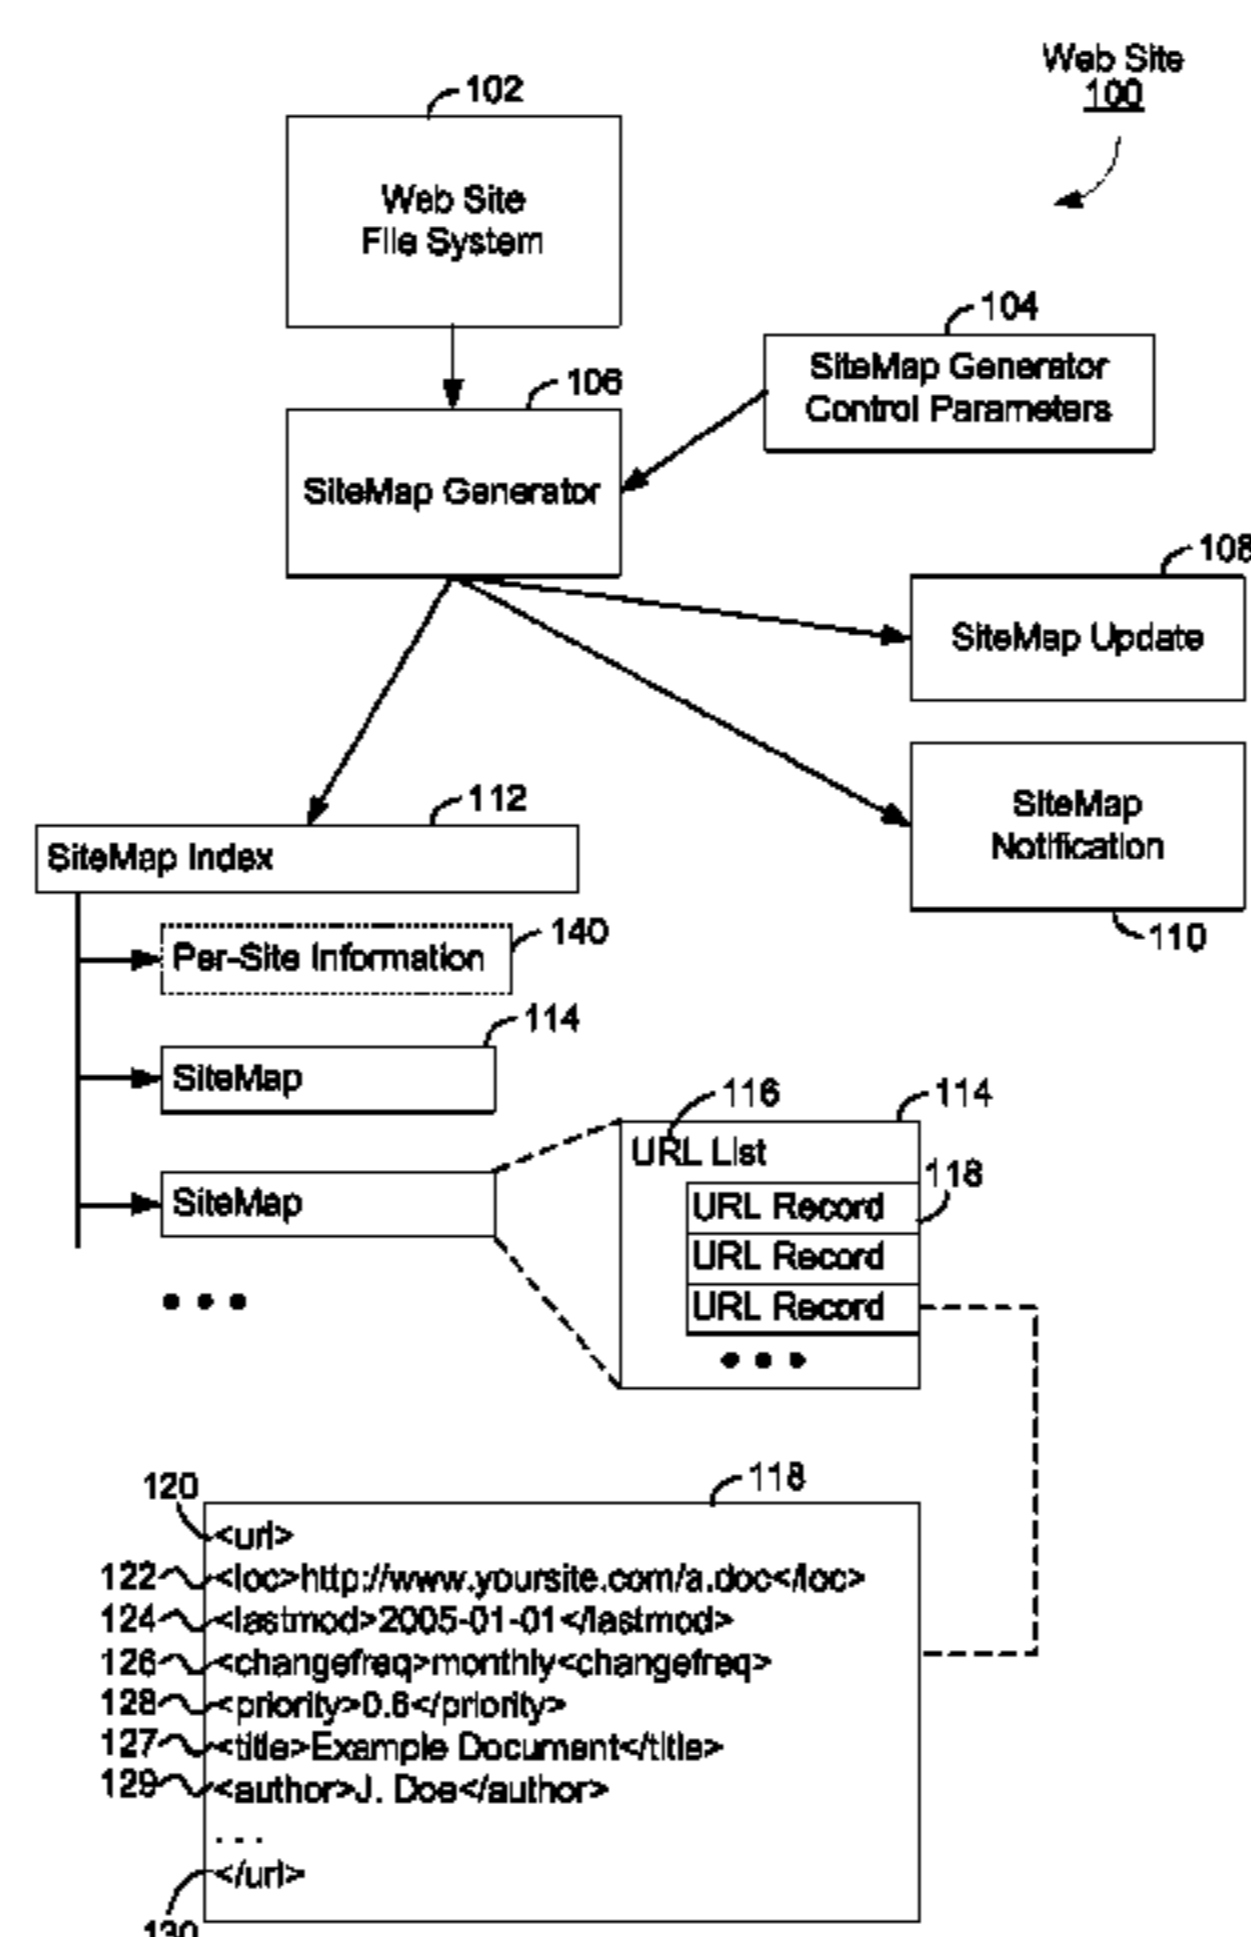 Web Site
100
102
Web Site
File System
104
SiteMap Generator
Control Parameters
106
SiteMap Generator
108
SiteMap Update
SiteMap
Notification
110
112
SiteMap Index
140
Per-Site Information
114
SiteMap
SiteMap
116
114
URL List
118
URL Record
URL Record
URL Record
118
120
<url>
122
<loc>http://www.yoursite.com/a.doc</loc>
124
<lastmod>2005-01-01</lastmod>
126
<changefreq>monthly<changefreq>
128
<priority>0.6</priority>
127
<title>Example Document</title>
129
<author>J. Doe</author>
. . .
</url>
130